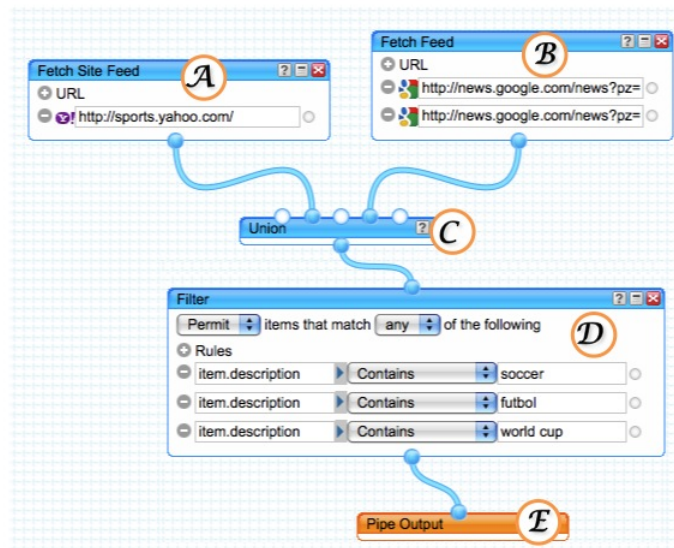 Fetch Site Feed
?
A
URL
Y! http://sports.yahoo.com/
Fetch Feed
?
B
URL
http://news.google.com/news?pz=
http://news.google.com/news?pz=
Union
?
C
Filter
?
Permit items that match any of the following
D
Rules
item.description Contains soccer
item.description Contains futbol
item.description Contains world cup
Pipe Output
E